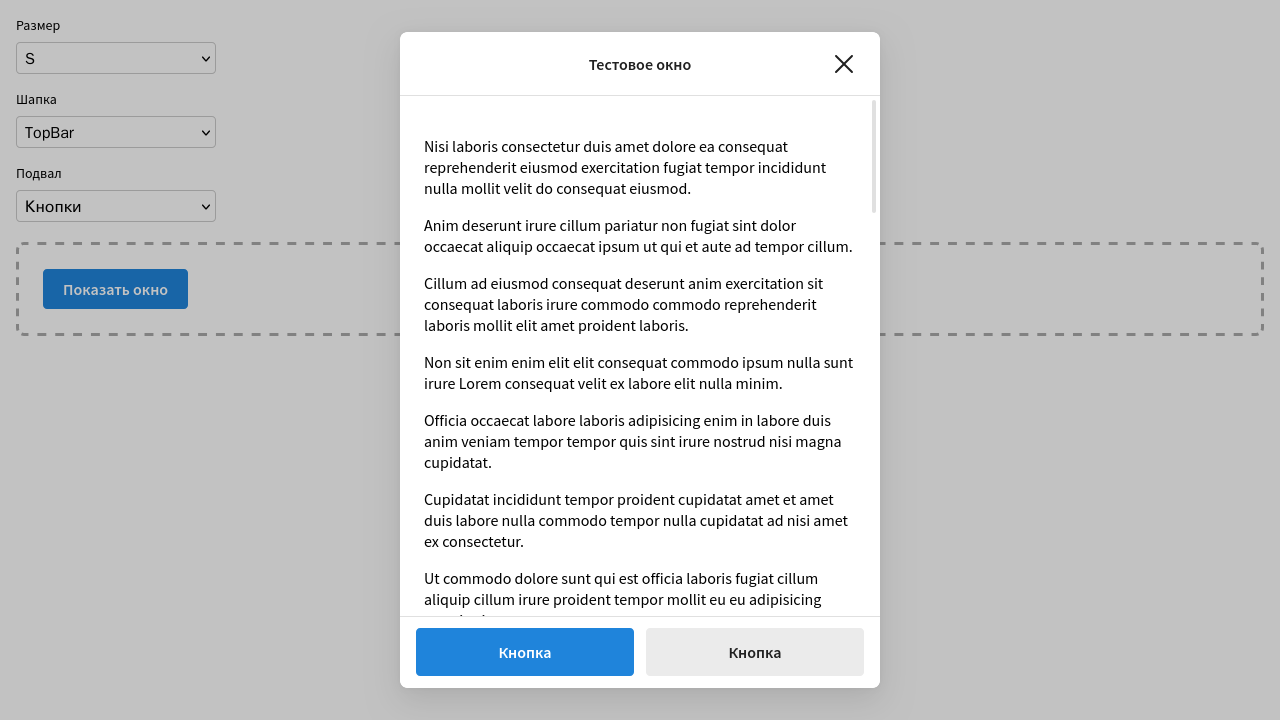 Размер
S
Шапка
TopBar
Подвал
Кнопки
Показать окно
Тестовое окно
Nisi laboris consectetur duis amet dolore ea consequat
reprehenderit eiusmod exercitation fugiat tempor incididunt
nulla mollit velit do consequat eiusmod.
Anim deserunt irure cillum pariatur non fugiat sint dolor
occaecat aliquip occaecat ipsum ut qui et aute ad tempor cillum.
Cillum ad eiusmod consequat deserunt anim exercitation sit
consequat laboris irure commodo commodo reprehenderit
laboris mollit elit amet proident laboris.
Non sit enim enim elit elit consequat commodo ipsum nulla sunt
irure Lorem consequat velit ex labore elit nulla minim.
Officia occaecat labore laboris adipisicing enim in labore duis
anim veniam tempor tempor quis sint irure nostrud nisi magna
cupidatat.
Cupidatat incididunt tempor proident cupidatat amet et amet
duis labore nulla commodo tempor nulla cupidatat ad nisi amet
ex consectetur.
Ut commodo dolore sunt qui est officia laboris fugiat cillum
aliquip cillum irure proident tempor mollit eu eu adipisicing
Кнопка
Кнопка